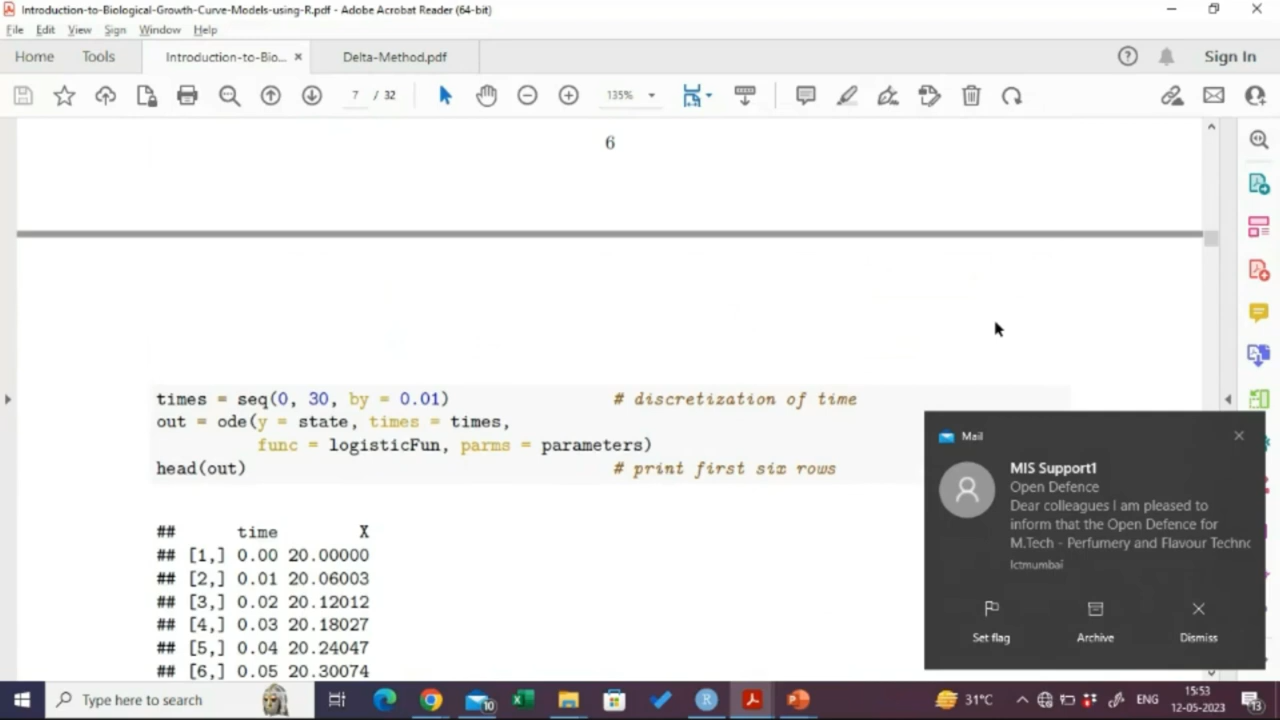 Introduction-to-Biological-Growth-Curve-Models-using-R.pdf - Adobe Acrobat Reader (64-bit)
File Edit View Sign Window Help
Home Tools Introduction-to-Bio... × Delta-Method.pdf Sign In
7 / 32 135%
6
times = seq(0, 30, by = 0.01) # discretization of time
out = ode(y = state, times = times,
func = logisticFun, parms = parameters)
head(out) # print first six rows
## time X
## [1,] 0.00 20.00000
## [2,] 0.01 20.06003
## [3,] 0.02 20.12012
## [4,] 0.03 20.18027
## [5,] 0.04 20.24047
## [6,] 0.05 20.30074
Mail
MIS Support1
Open Defence
Dear colleagues I am pleased to
inform that the Open Defence for
M.Tech - Perfumery and Flavour Techno
Ictmumbai
Set flag Archive Dismiss
Type here to search 10 31°C ENG 15:53
12-05-2023 13